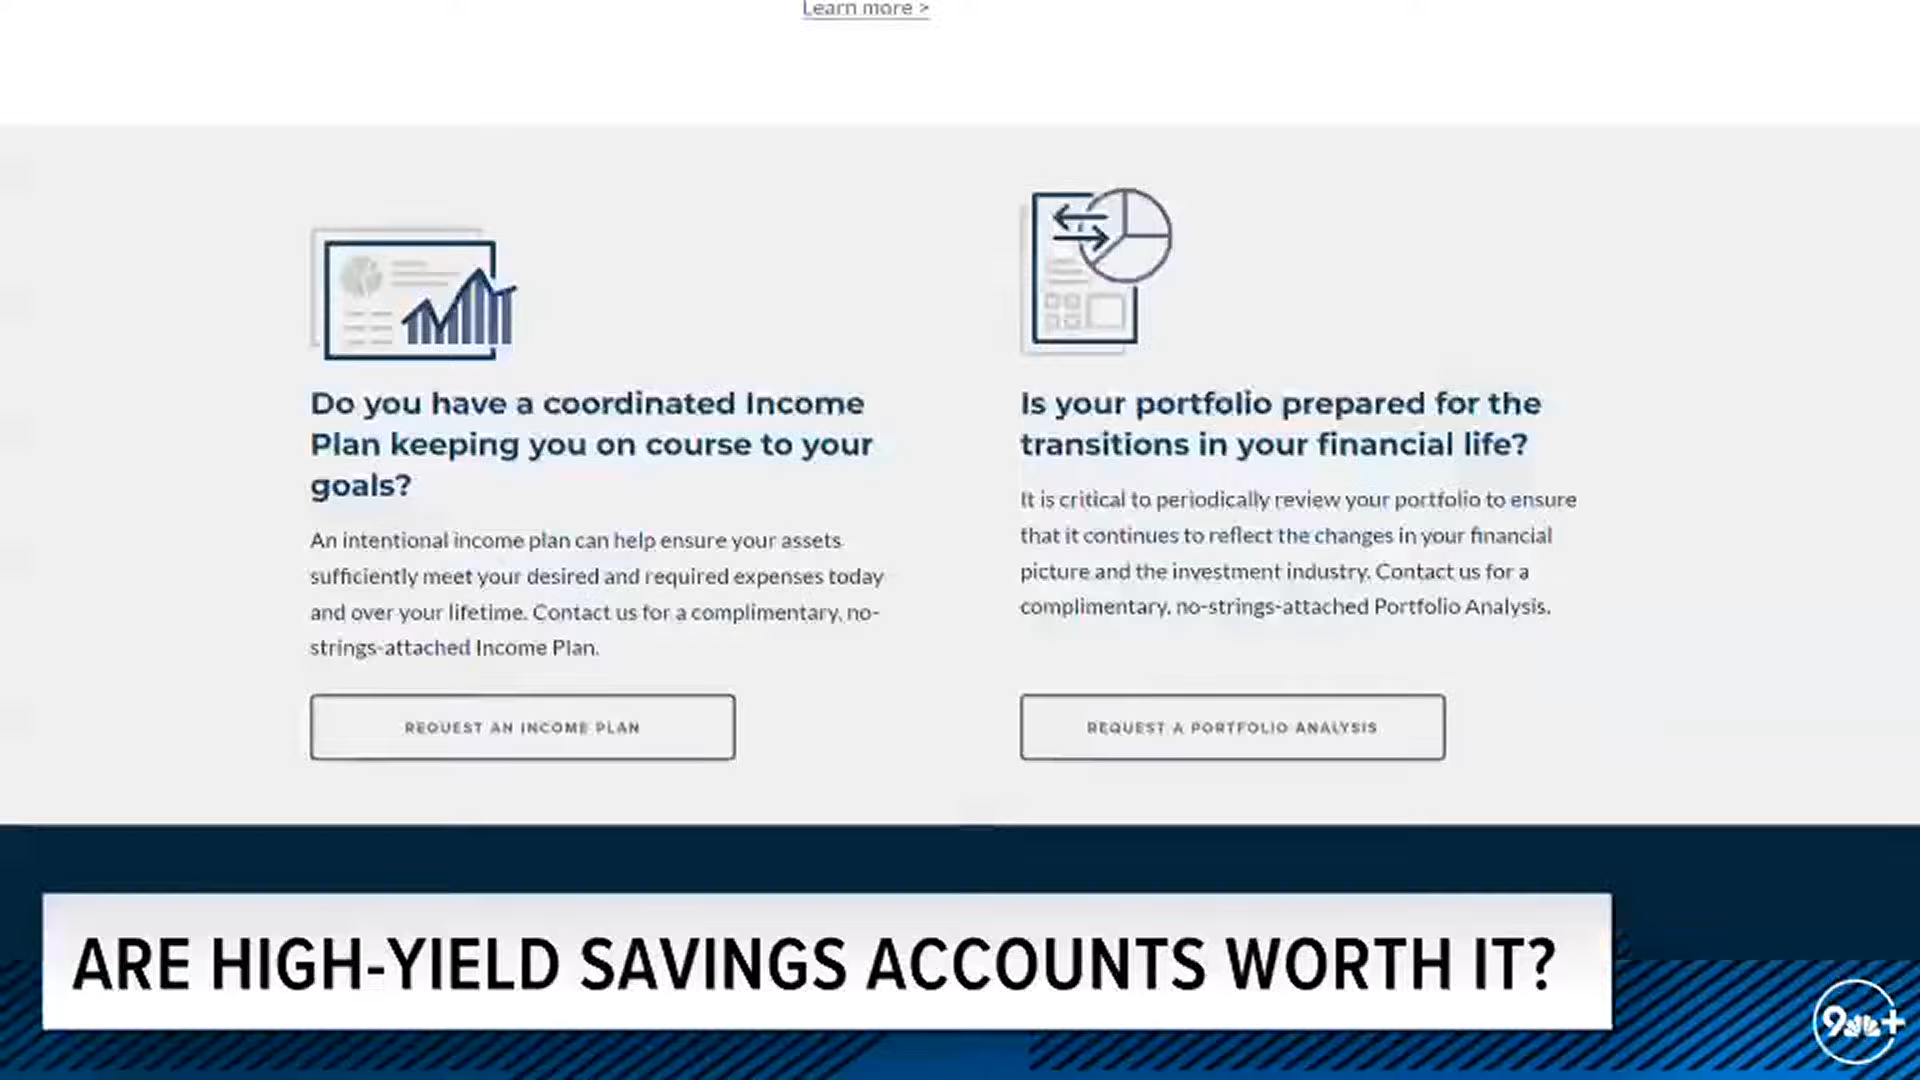 Learn more >
Do you have a coordinated Income
Plan keeping you on course to your
goals?
An intentional income plan can help ensure your assets
sufficiently meet your desired and required expenses today
and over your lifetime. Contact us for a complimentary, no-
strings-attached Income Plan.
REQUEST AN INCOME PLAN
Is your portfolio prepared for the
transitions in your financial life?
It is critical to periodically review your portfolio to ensure
that it continues to reflect the changes in your financial
picture and the investment industry. Contact us for a
complimentary, no-strings-attached Portfolio Analysis.
REQUEST A PORTFOLIO ANALYSIS
ARE HIGH-YIELD SAVINGS ACCOUNTS WORTH IT?
9+